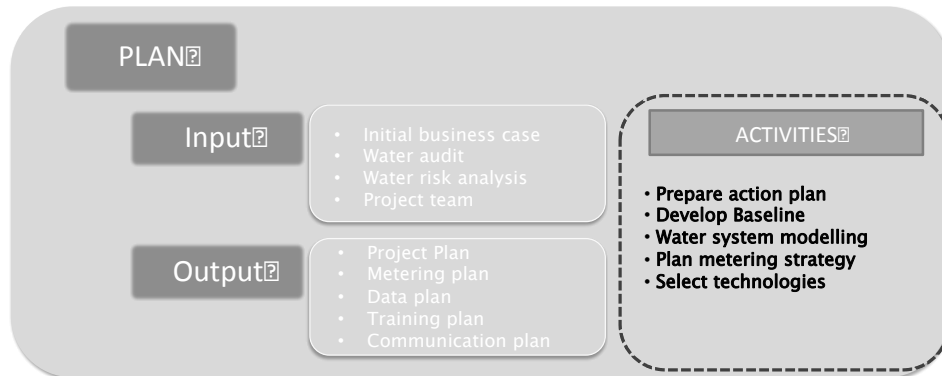 PLAN
Input
• Initial business case
• Water audit
• Water risk analysis
• Project team
Output
• Project Plan
• Metering plan
• Data plan
• Training plan
• Communication plan
ACTIVITIES
• Prepare action plan
• Develop Baseline
• Water system modelling
• Plan metering strategy
• Select technologies